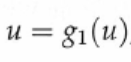 u = g₁(u),